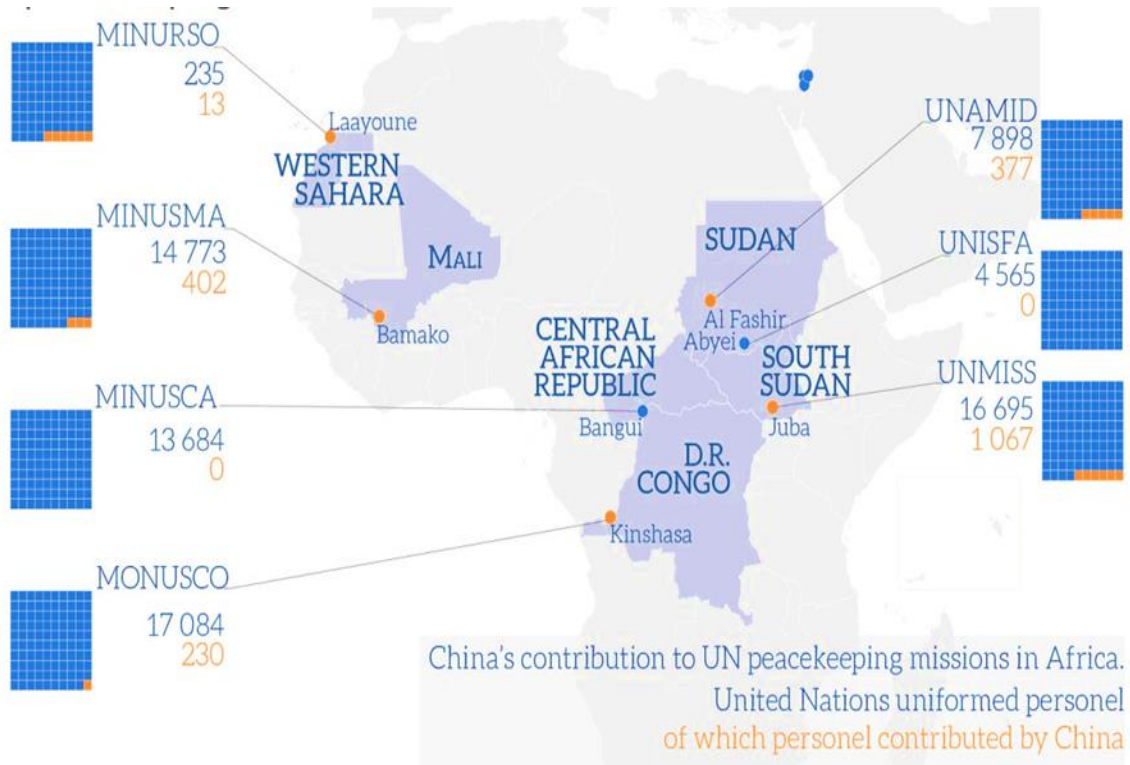 MINURSO
235
13
Laayoune
WESTERN
SAHARA
MINUSMA
14 773
402
MALI
Bamako
MINUSCA
13 684
0
CENTRAL
AFRICAN
REPUBLIC
Bangui
MONUSCO
17 084
230
D.R.
CONGO
Kinshasa
UNAMID
7 898
377
SUDAN
Al Fashir
UNISFA
4 565
0
Abyei
SOUTH
SUDAN
UNMISS
16 695
1 067
Juba
China's contribution to UN peacekeeping missions in Africa.
United Nations uniformed personel
of which personel contributed by China